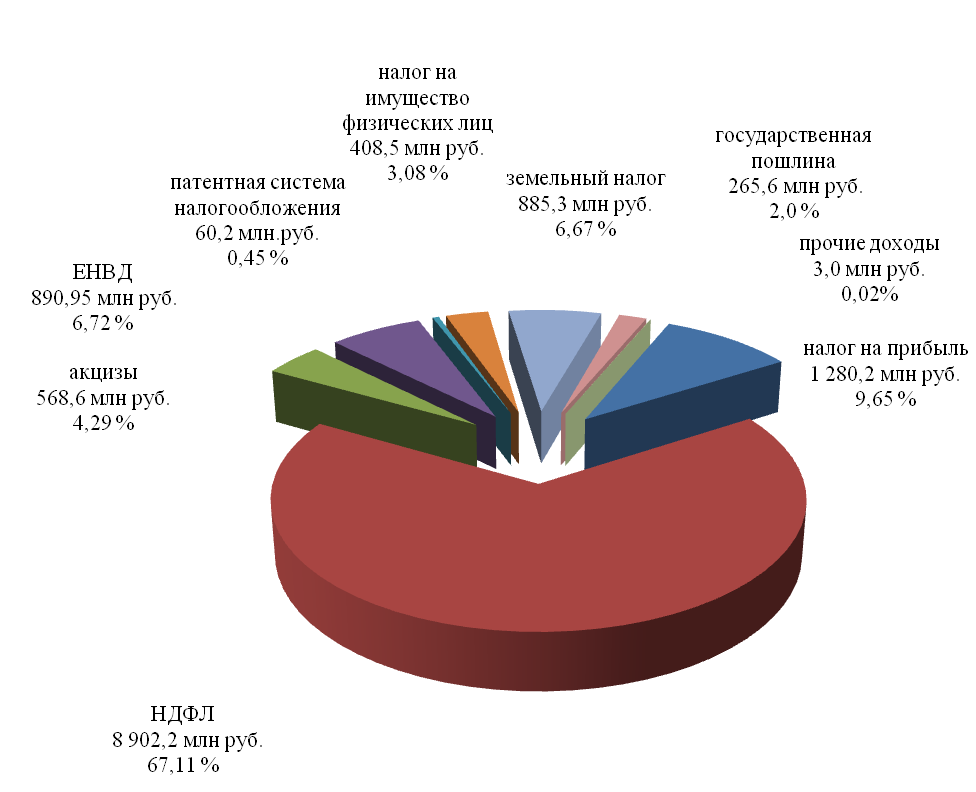 налог на
имущество
физических лиц
408,5 млн руб.
3,08 %
государственная
пошлина
265,6 млн руб.
2,0 %
земельный налог
885,3 млн руб.
6,67 %
патентная система
налогообложения
60,2 млн.руб.
0,45 %
прочие доходы
3,0 млн руб.
0,02%
ЕНВД
890,95 млн руб.
6,72 %
налог на прибыль
1 280,2 млн руб.
9,65 %
акцизы
568,6 млн руб.
4,29 %
НДФЛ
8 902,2 млн руб.
67,11 %